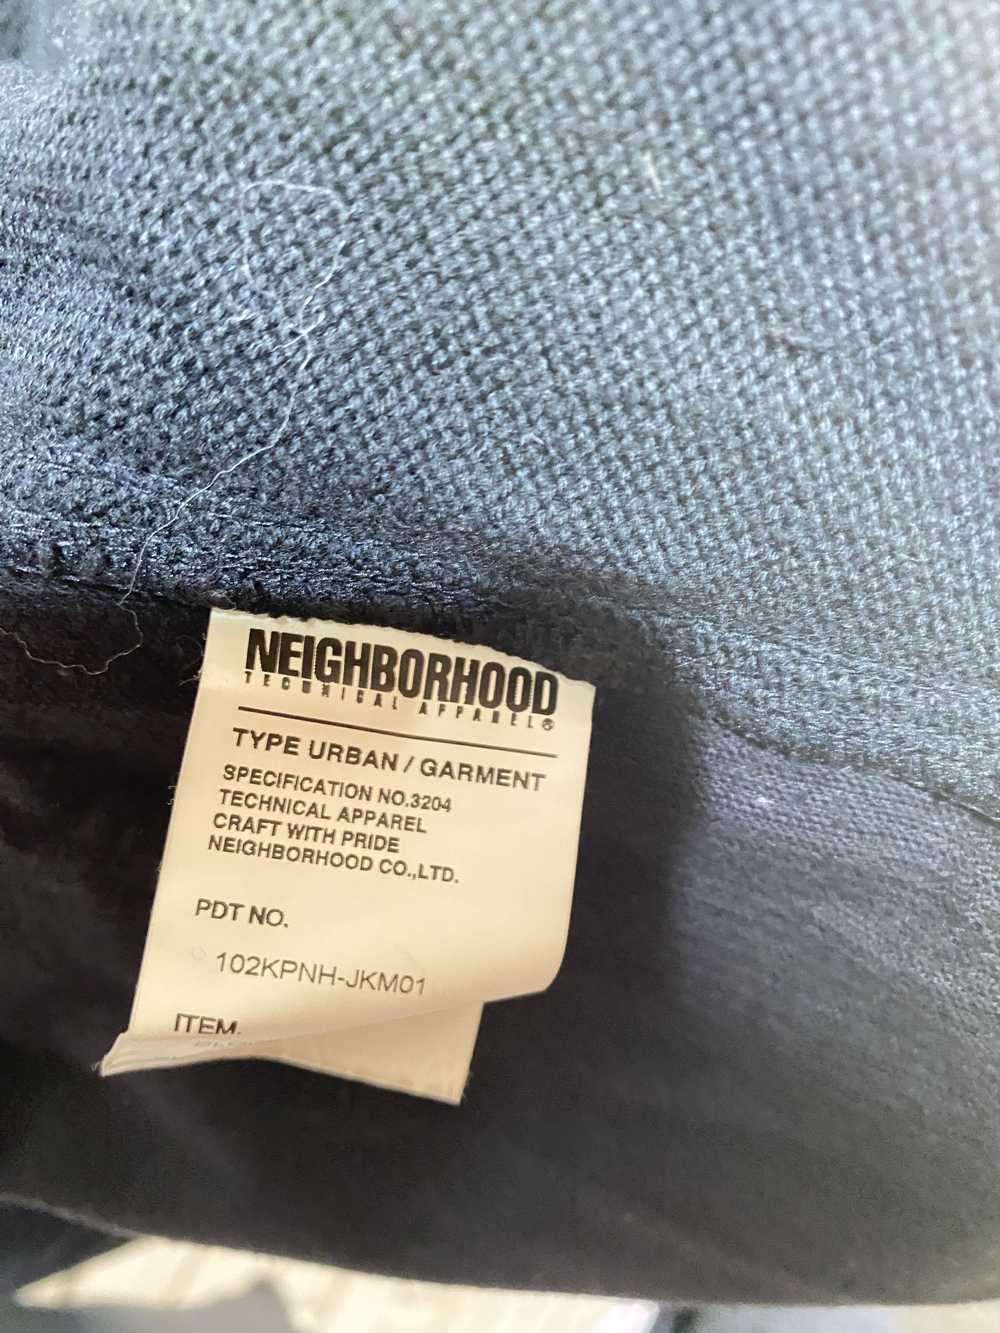 NEIGHBORHOOD
TECHNICAL APPAREL®
TYPE URBAN / GARMENT
SPECIFICATION NO.3204
TECHNICAL APPAREL
CRAFT WITH PRIDE
NEIGHBORHOOD CO.,LTD.
PDT NO.
102KPNH-JKM01
ITEM.